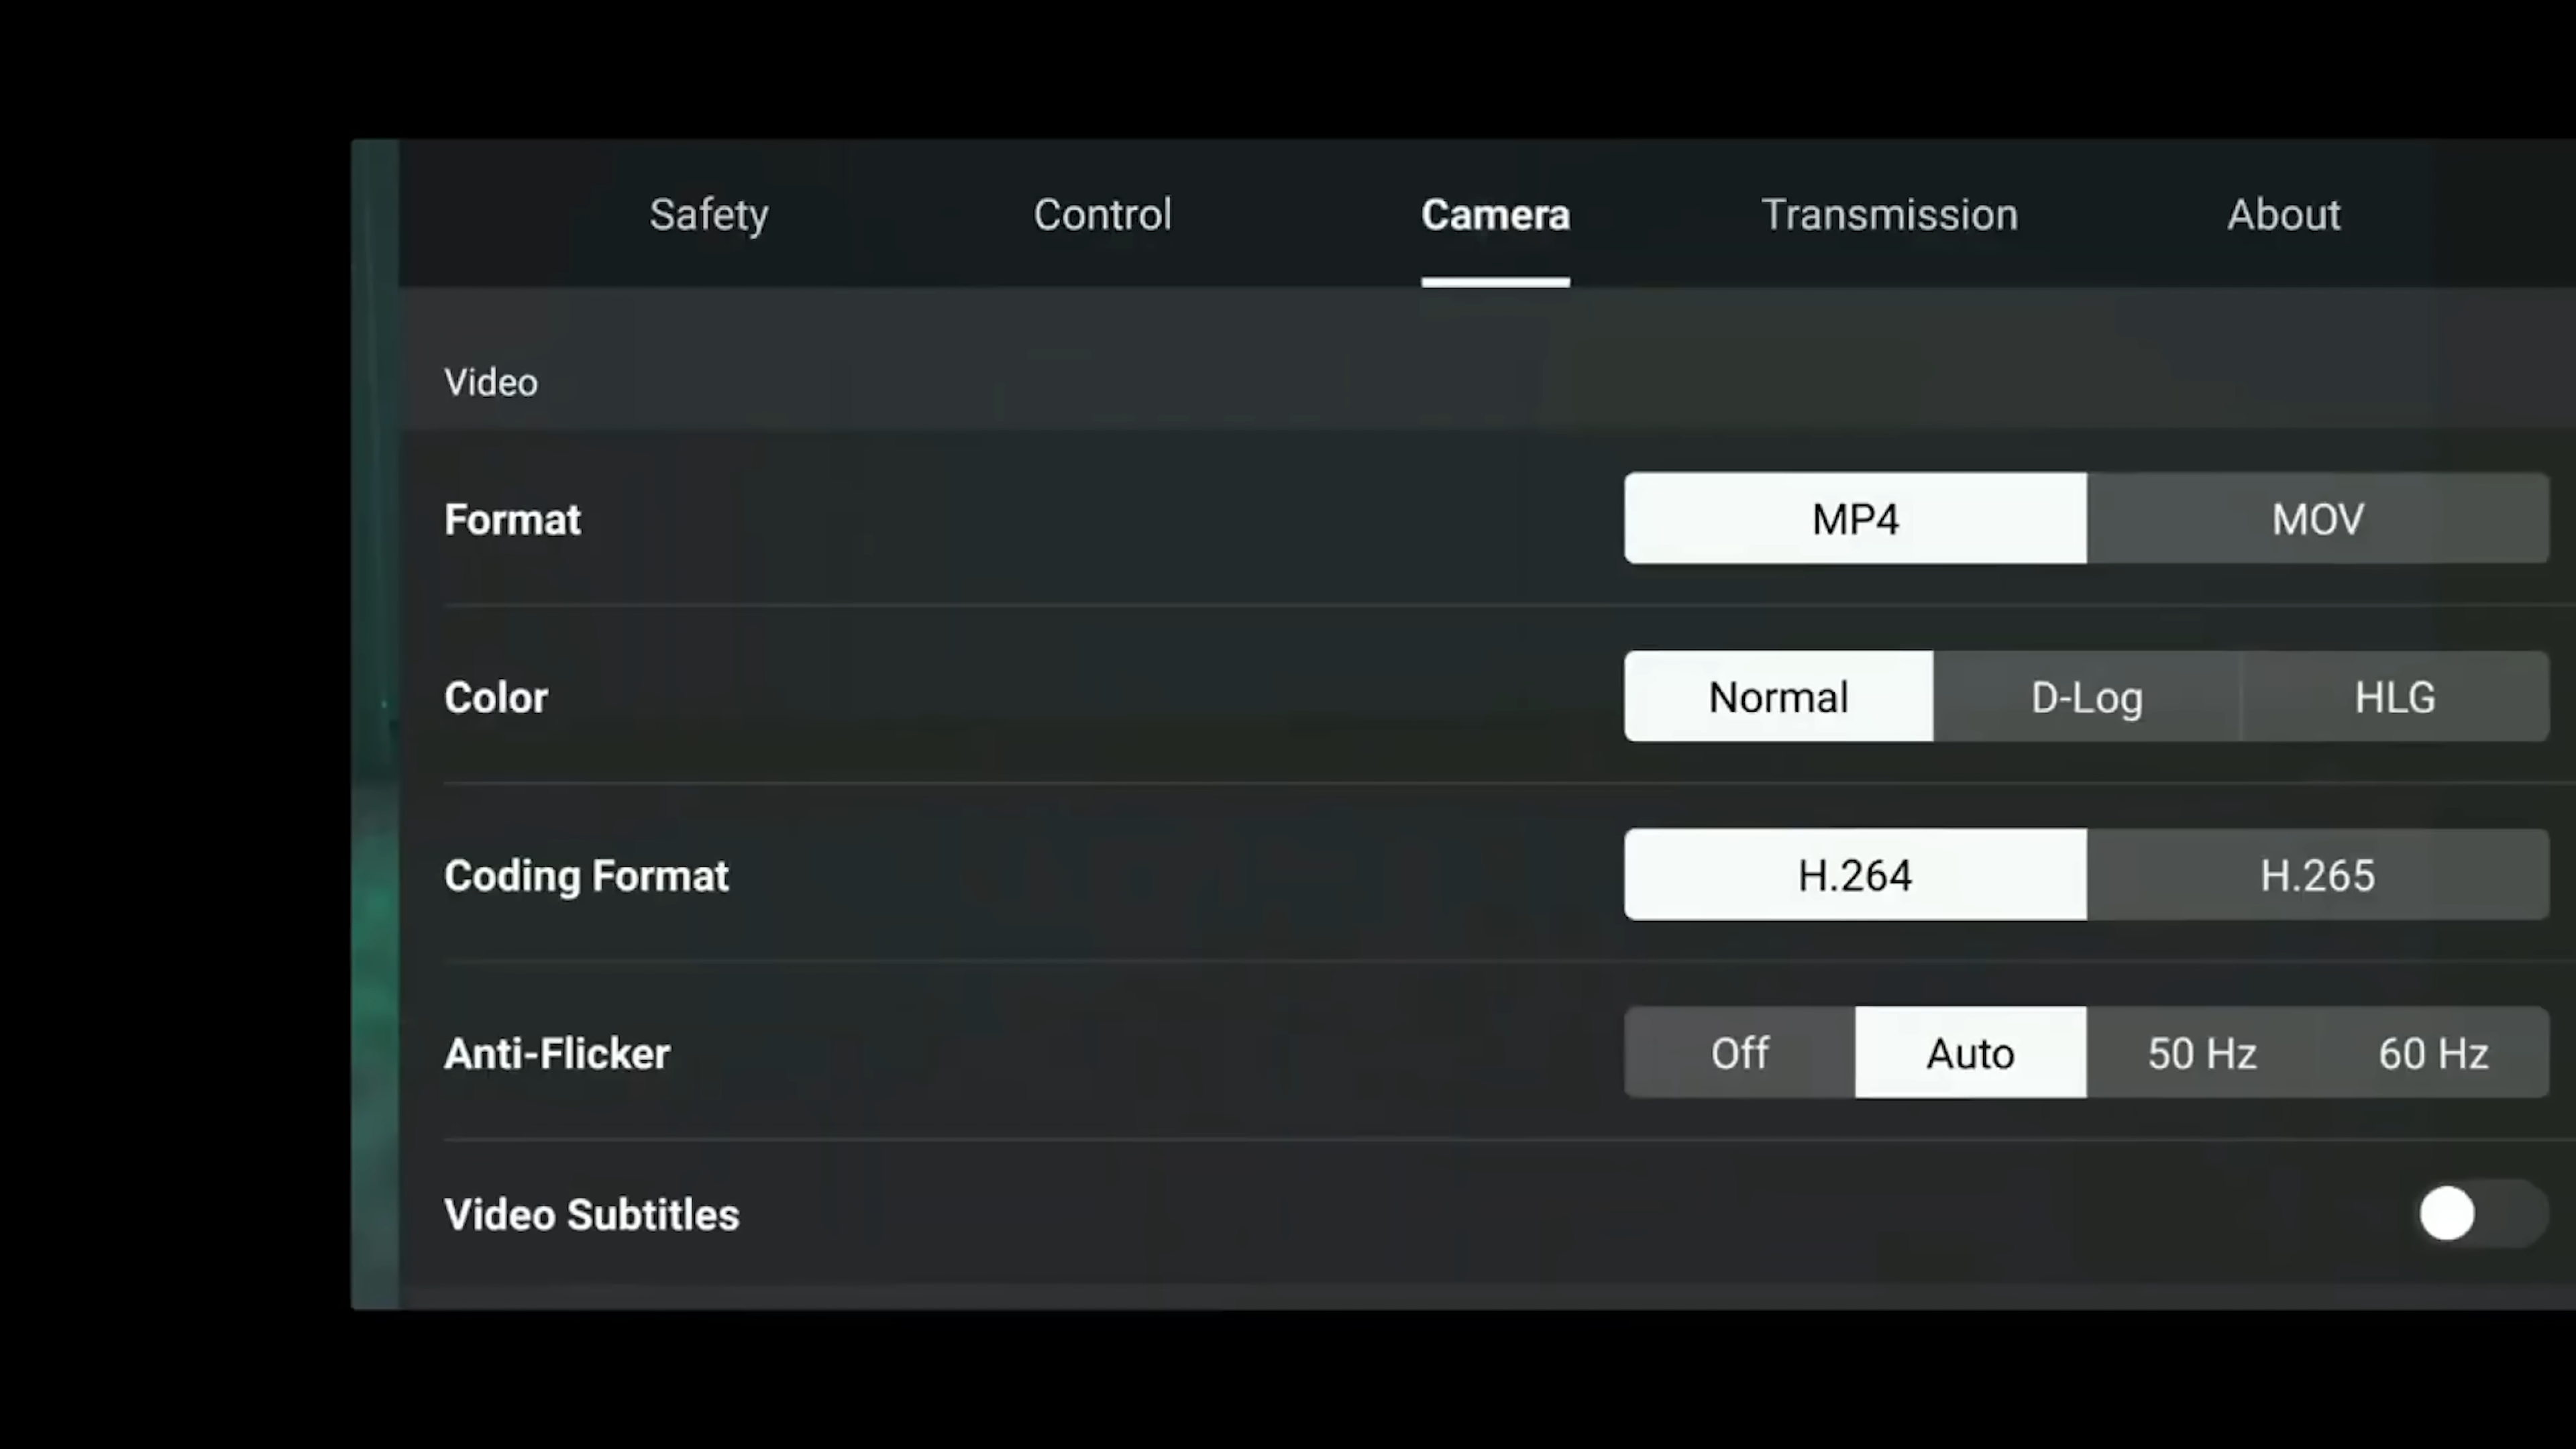 Safety Control Camera Transmission About
Video
Format MP4 MOV
Color Normal D-Log HLG
Coding Format H.264 H.265
Anti-Flicker Off Auto 50 Hz 60 Hz
Video Subtitles